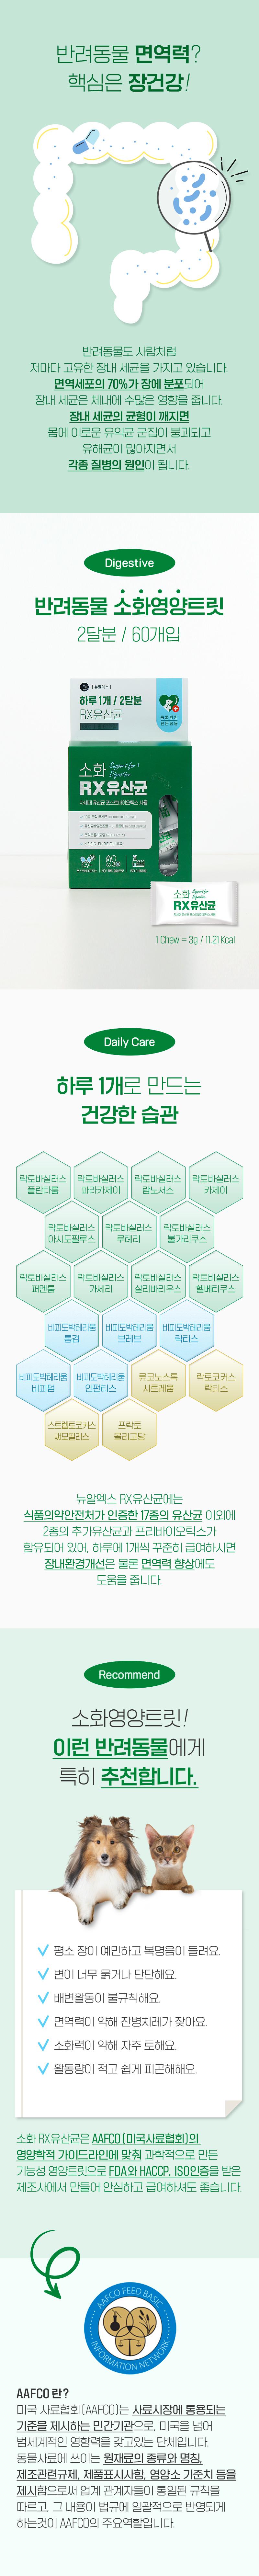 반려동물 면역력?
핵심은 장건강!
반려동물도 사람처럼
저마다 고유한 장내 세균을 가지고 있습니다.
면역세포의 70%가 장에 분포되어
장내 세균은 체내에 수많은 영향을 줍니다.
장내 세균의 균형이 깨지면
몸에 이로운 유익균 군집이 붕괴되고
유해균이 많아지면서
각종 질병의 원인이 됩니다.
Digestive
반려동물 소화영양트릿
2달분 / 60개입
하루 1개 / 2달분
RX유산균
소화 Support for Digestive
RX유산균
소화 Support for Digestive
RX유산균
1 Chew = 3g / 11.21 Kcal
Daily Care
하루 1개로 만드는
건강한 습관
락토바실러스 플란타룸
락토바실러스 파라카제이
락토바실러스 람노서스
락토바실러스 카제이
락토바실러스 아시도필루스
락토바실러스 루테리
락토바실러스 불가리쿠스
락토바실러스 퍼멘툼
락토바실러스 가세리
락토바실러스 살리바리우스
락토바실러스 헬베티쿠스
비피도박테리움 롱검
비피도박테리움 브레브
비피도박테리움 락티스
비피도박테리움 비피덤
비피도박테리움 인펀티스
류코노스톡 시트레움
락토코커스 락티스
스트렙토코커스 써모필러스
프락토 올리고당
뉴알엑스 RX유산균에는
식품의약안전처가 인증한 17종의 유산균 이외에
2종의 추가유산균과 프리바이오틱스가
함유되어 있어, 하루에 1개씩 꾸준히 급여하시면
장내환경개선은 물론 면역력 향상에도
도움을 줍니다.
Recommend
소화영양트릿!
이런 반려동물에게
특히 추천합니다.
평소 장이 예민하고 복명음이 들려요.
변이 너무 묽거나 단단해요.
배변활동이 불규칙해요.
면역력이 약해 잔병치레가 잦아요.
소화력이 약해 자주 토해요.
활동량이 적고 쉽게 피곤해해요.
소화 RX유산균은 AAFCO(미국사료협회)의
영양학적 가이드라인에 맞춰 과학적으로 만든
기능성 영양트릿으로 FDA와 HACCP, ISO인증을 받은
제조사에서 만들어 안심하고 급여하셔도 좋습니다.
AAFCO FEED BASIC
INFORMATION NETWORK
AAFCO 란?
미국 사료협회(AAFCO)는 사료시장에 통용되는
기준을 제시하는 민간기관으로, 미국을 넘어
범세계적인 영향력을 갖고있는 단체입니다.
동물사료에 쓰이는 원재료의 종류와 명칭,
제조관련규제, 제품표시사항, 영양소 기준치 등을
제시함으로써 업계 관계자들이 통일된 규칙을
따르고, 그 내용이 법규에 일괄적으로 반영되게
하는것이 AAFCO의 주요역할입니다.